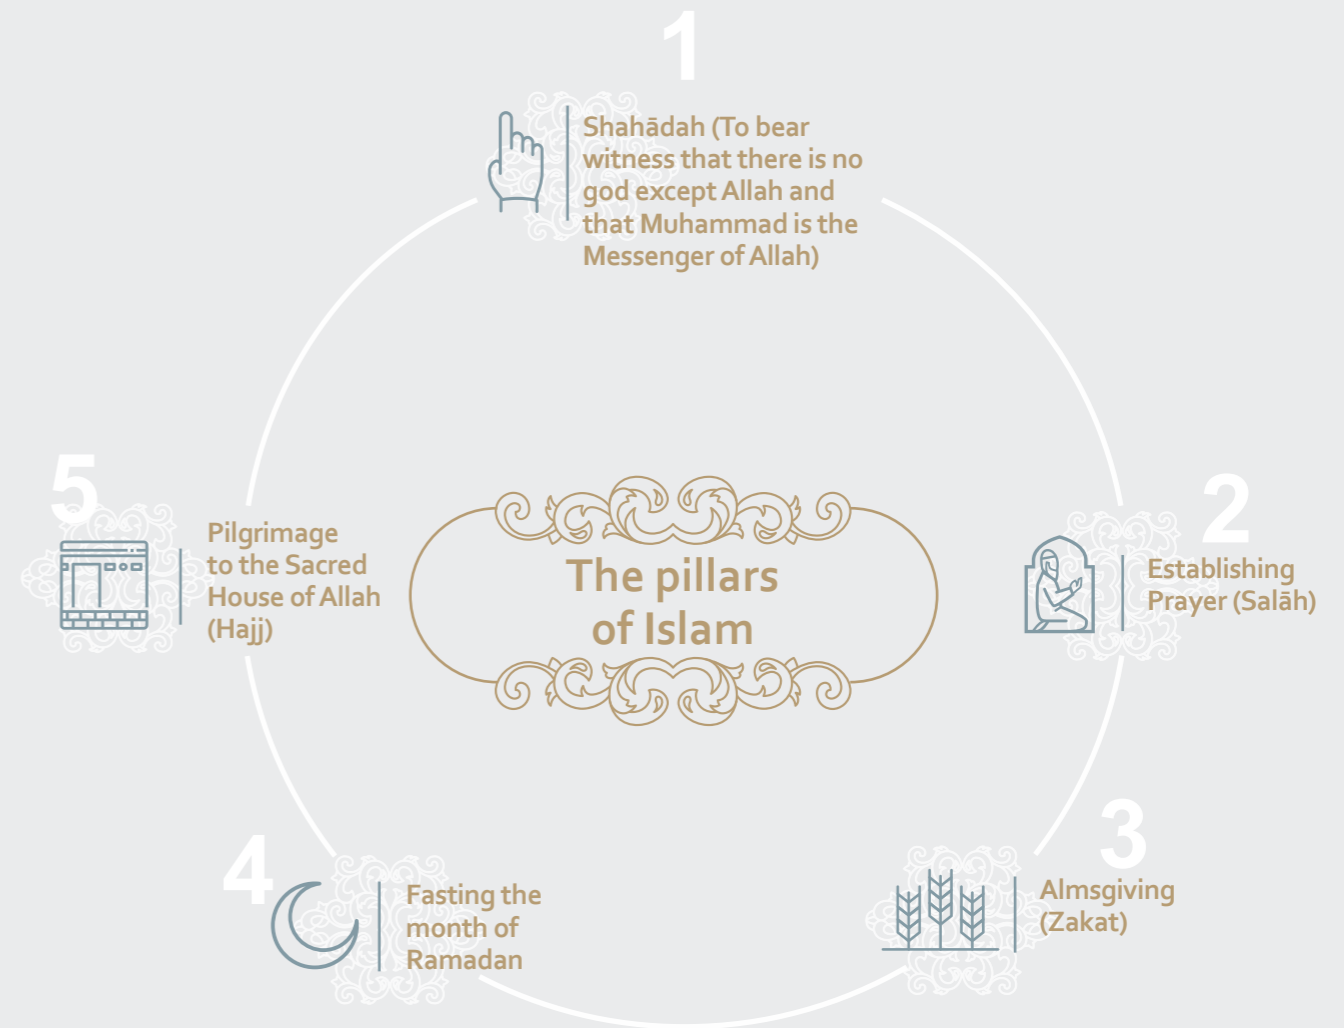 1
Shahādah (To bear
witness that there is no
god except Allah and
that Muhammad is the
Messenger of Allah)
2
Establishing
Prayer (Salāh)
3
Almsgiving
(Zakat)
4
Fasting the
month of
Ramadan
5
Pilgrimage
to the Sacred
House of Allah
(Hajj)
The pillars
of Islam